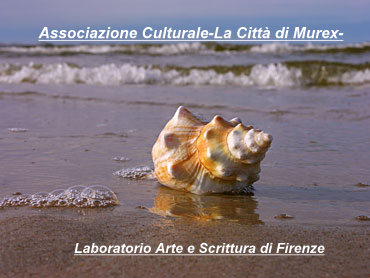 Associazione Culturale-La Città di Murex-
Laboratorio Arte e Scrittura di Firenze